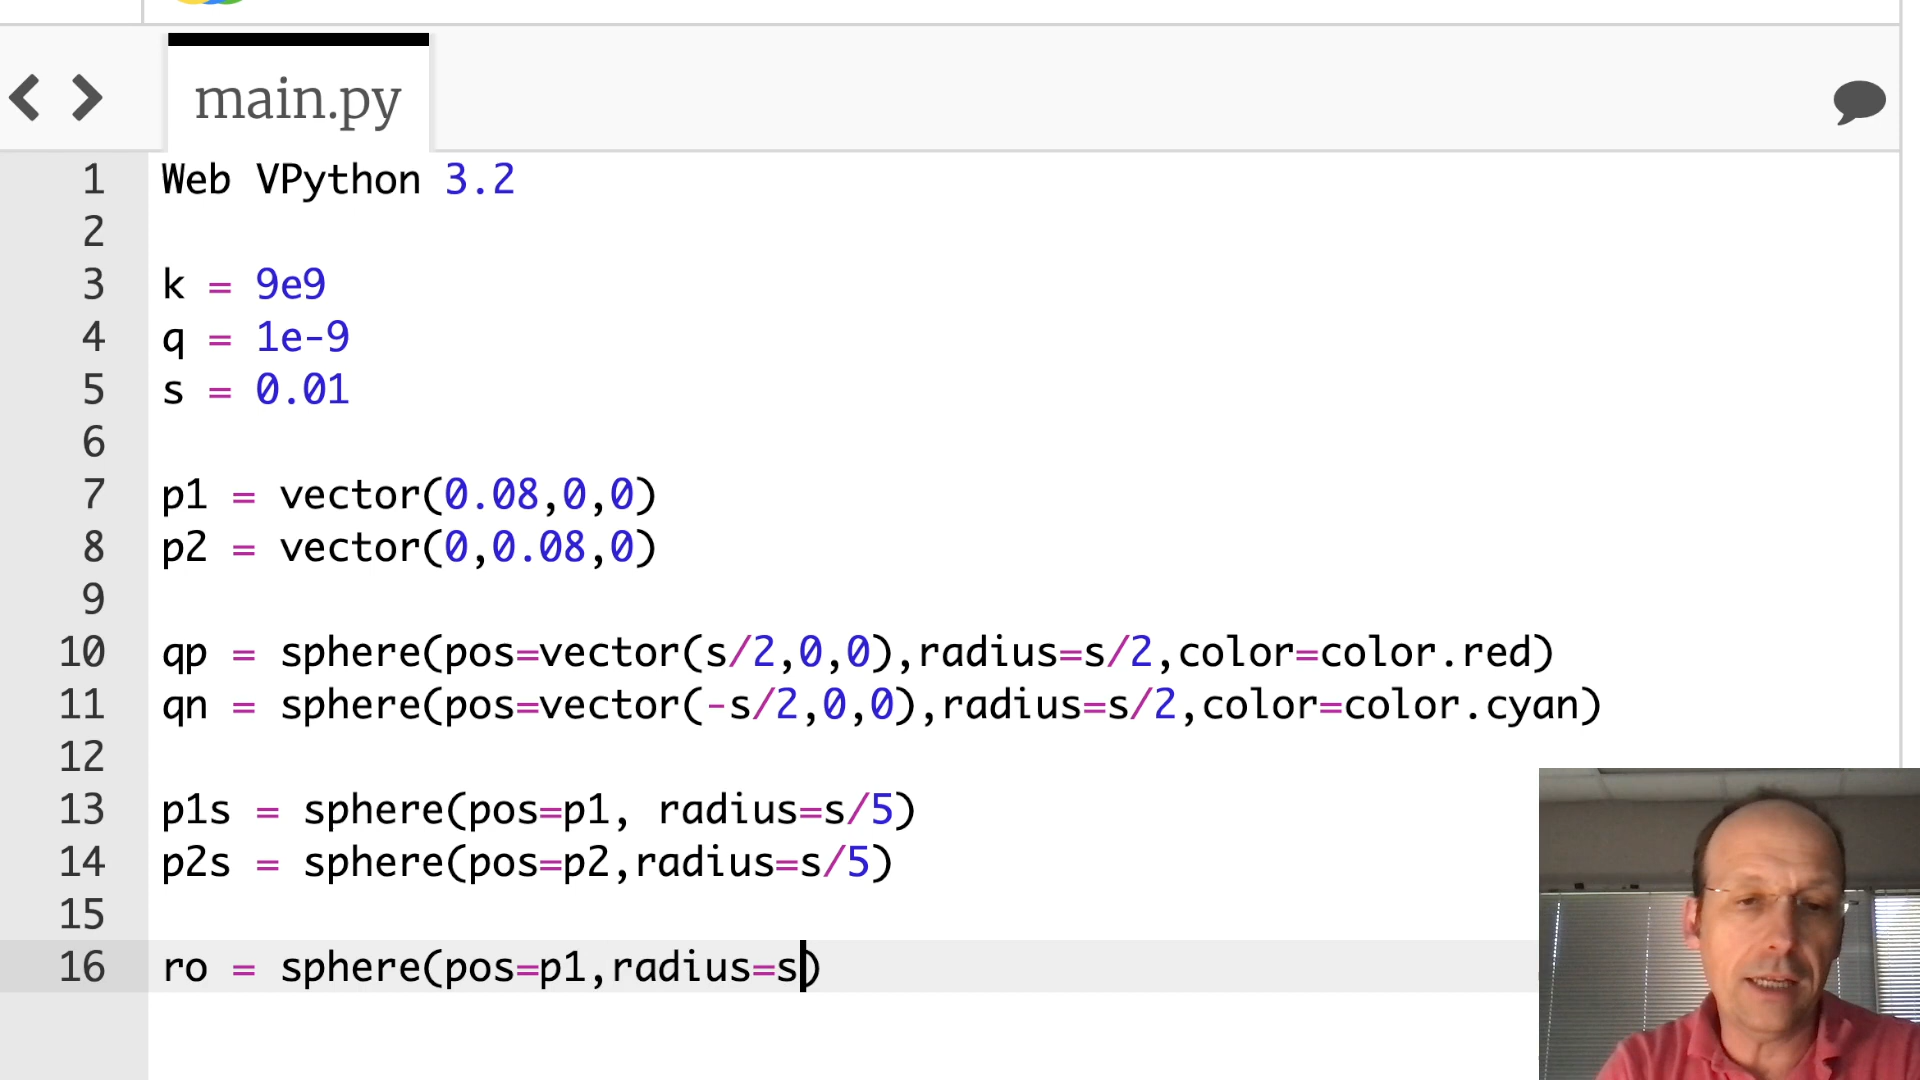 main.py
1 Web VPython 3.2
2
3 k = 9e9
4 q = 1e-9
5 s = 0.01
6
7 p1 = vector(0.08,0,0)
8 p2 = vector(0,0.08,0)
9
10 qp = sphere(pos=vector(s/2,0,0),radius=s/2,color=color.red)
11 qn = sphere(pos=vector(-s/2,0,0),radius=s/2,color=color.cyan)
12
13 p1s = sphere(pos=p1, radius=s/5)
14 p2s = sphere(pos=p2,radius=s/5)
15
16 ro = sphere(pos=p1,radius=s)